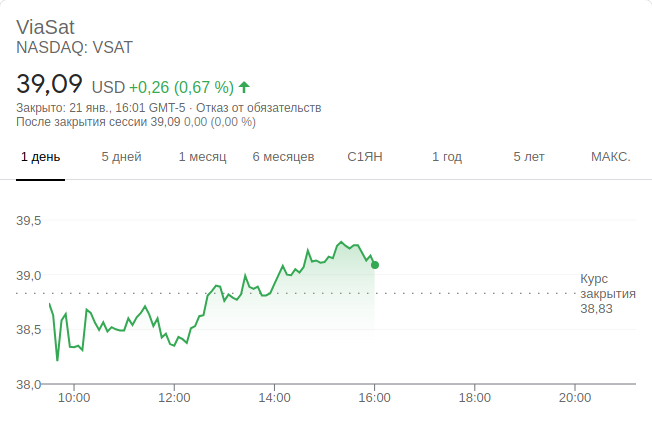 ViaSat
NASDAQ: VSAT
39,09 USD +0,26 (0,67 %)
Закрыто: 21 янв., 16:01 GMT-5 · Отказ от обязательств
После закрытия сессии 39,09 0,00 (0,00 %)
1 день 5 дней 1 месяц 6 месяцев С1ЯН 1 год 5 лет МАКС.
39,5
39,0
Курс
закрытия
38,83
38,5
38,0
10:00 12:00 14:00 16:00 18:00 20:00